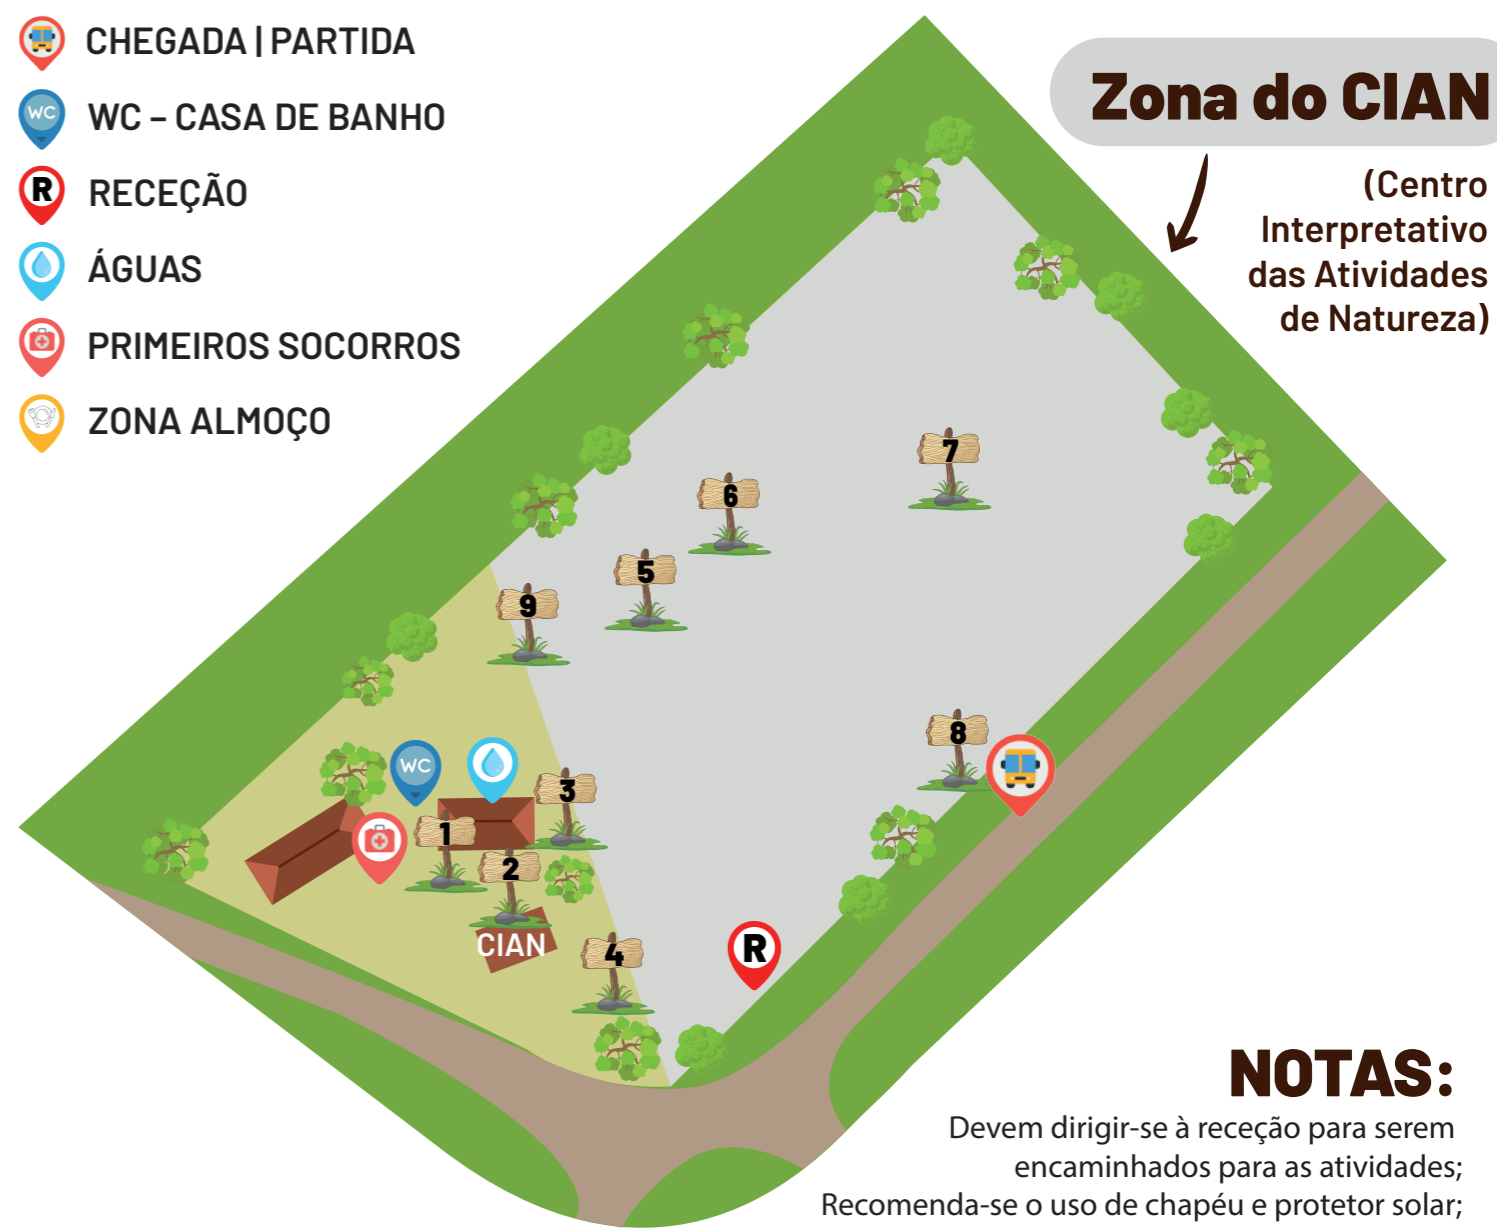 CHEGADA | PARTIDA
WC – CASA DE BANHO
R RECEÇÃO
ÁGUAS
PRIMEIROS SOCORROS
ZONA ALMOÇO
Zona do CIAN
(Centro
Interpretativo
das Atividades
de Natureza)
7
6
5
9
8
WC
3
1
2
CIAN
4
R
NOTAS:
Devem dirigir-se à receção para serem
encaminhados para as atividades;
Recomenda-se o uso de chapéu e protetor solar;